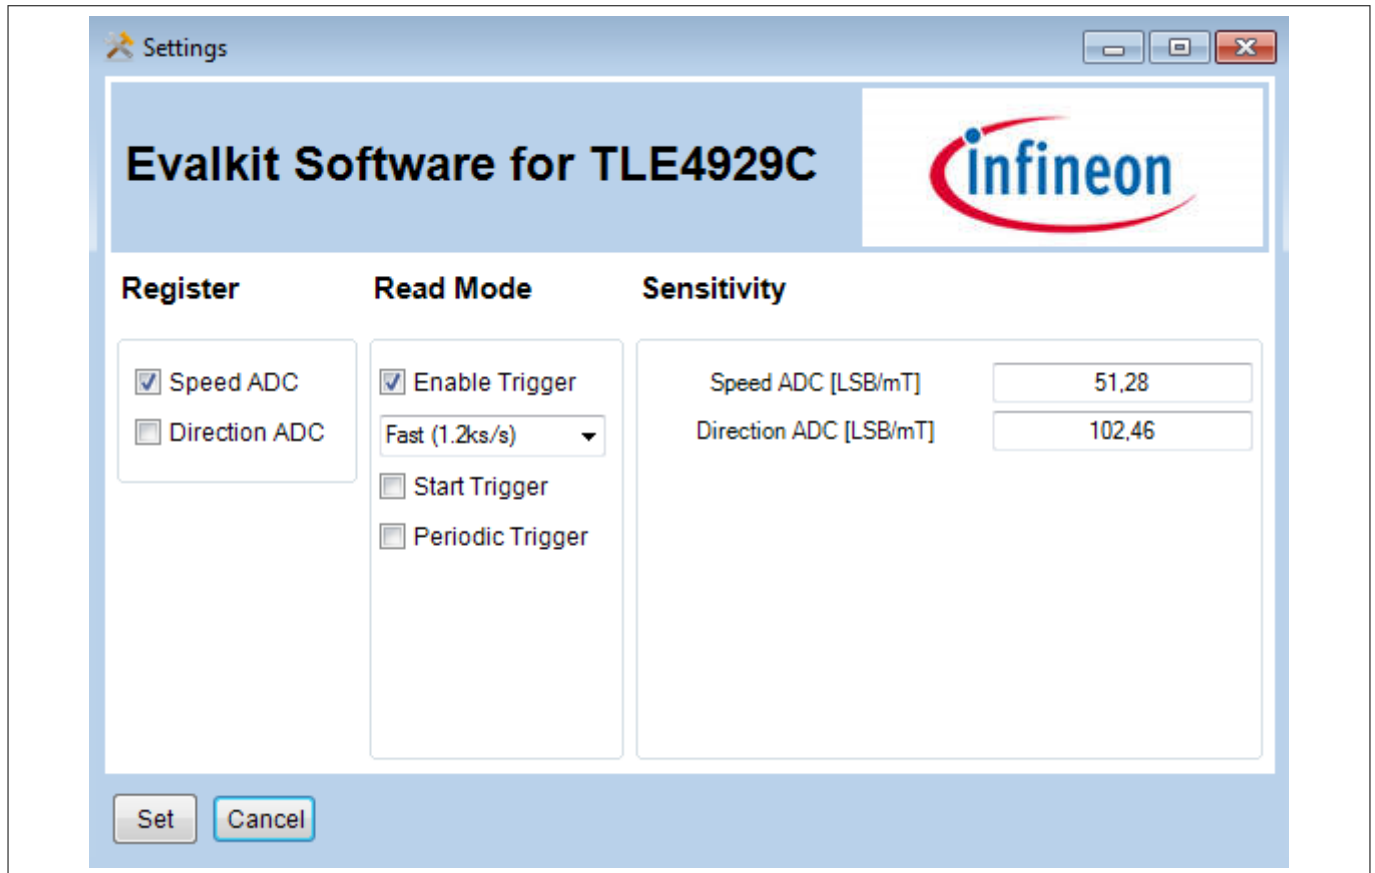 Settings
Evalkit Software for TLE4929C
infineon
Register
Read Mode
Sensitivity
Speed ADC
Direction ADC
Enable Trigger
Fast (1.2ks/s)
Start Trigger
Periodic Trigger
Speed ADC [LSB/mT] 51,28
Direction ADC [LSB/mT] 102,46
Set
Cancel